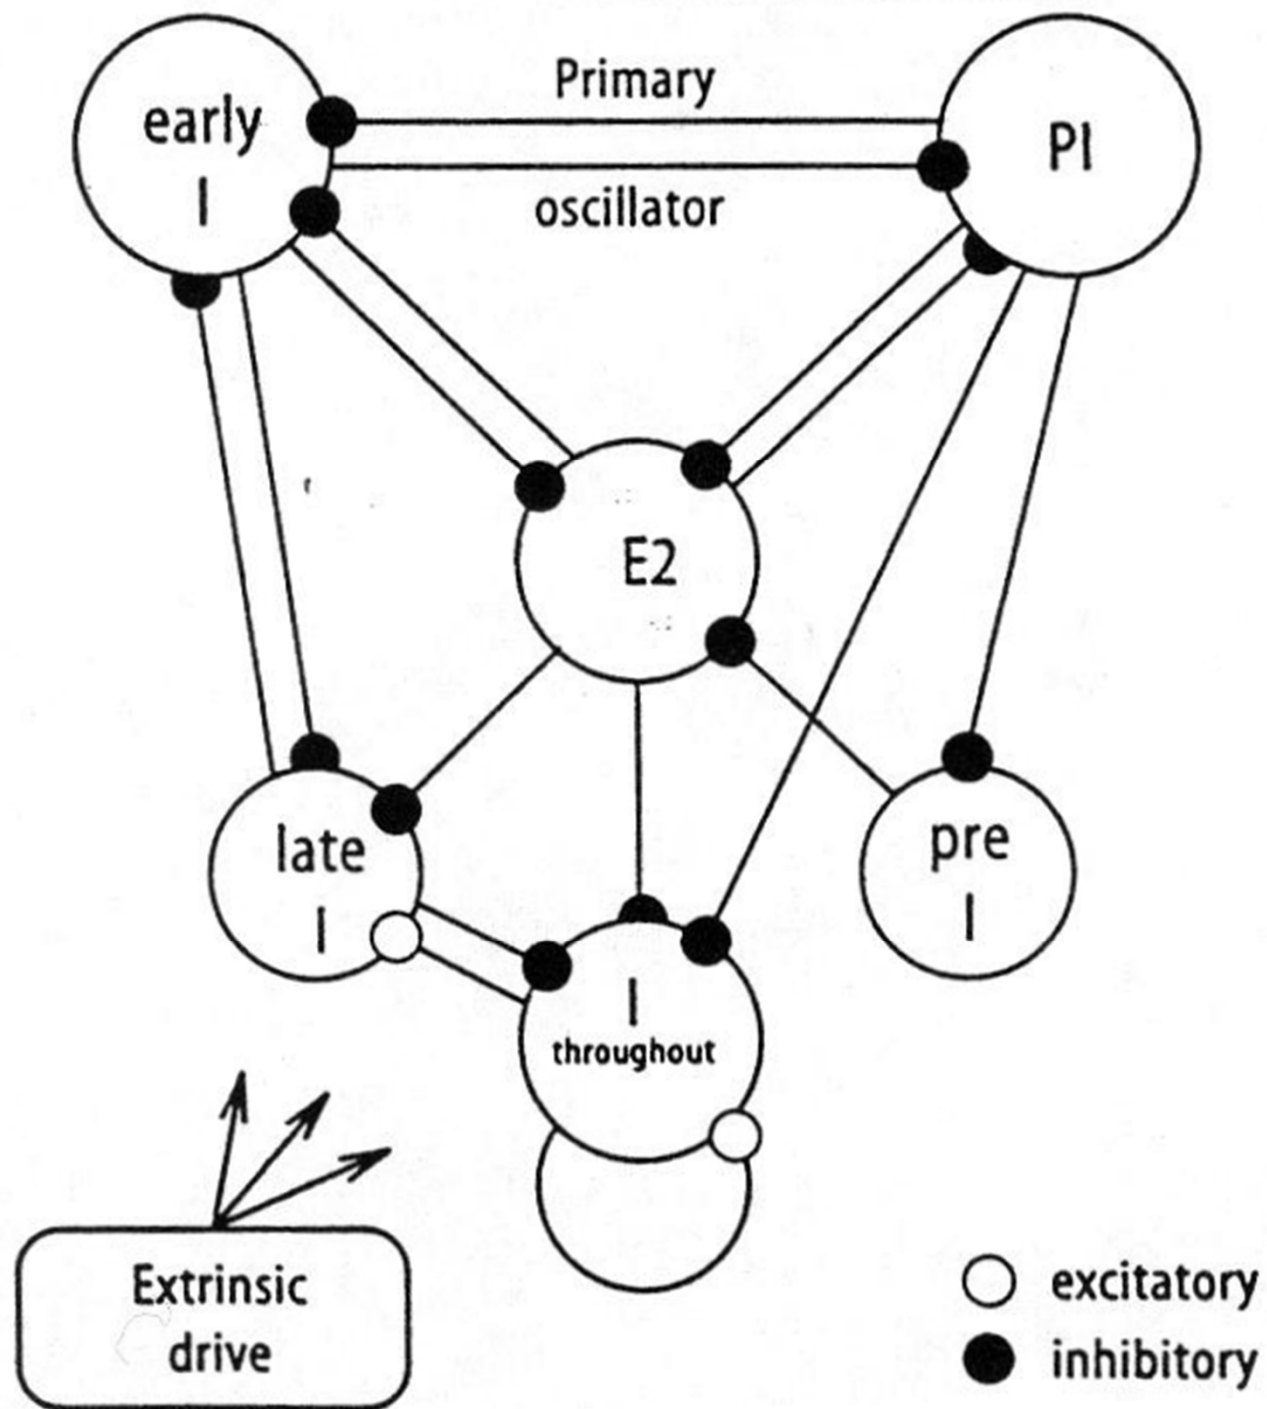 Primary
early
I
PI
oscillator
E2
late
I
pre
I
I
throughout
Extrinsic
drive
excitatory
inhibitory